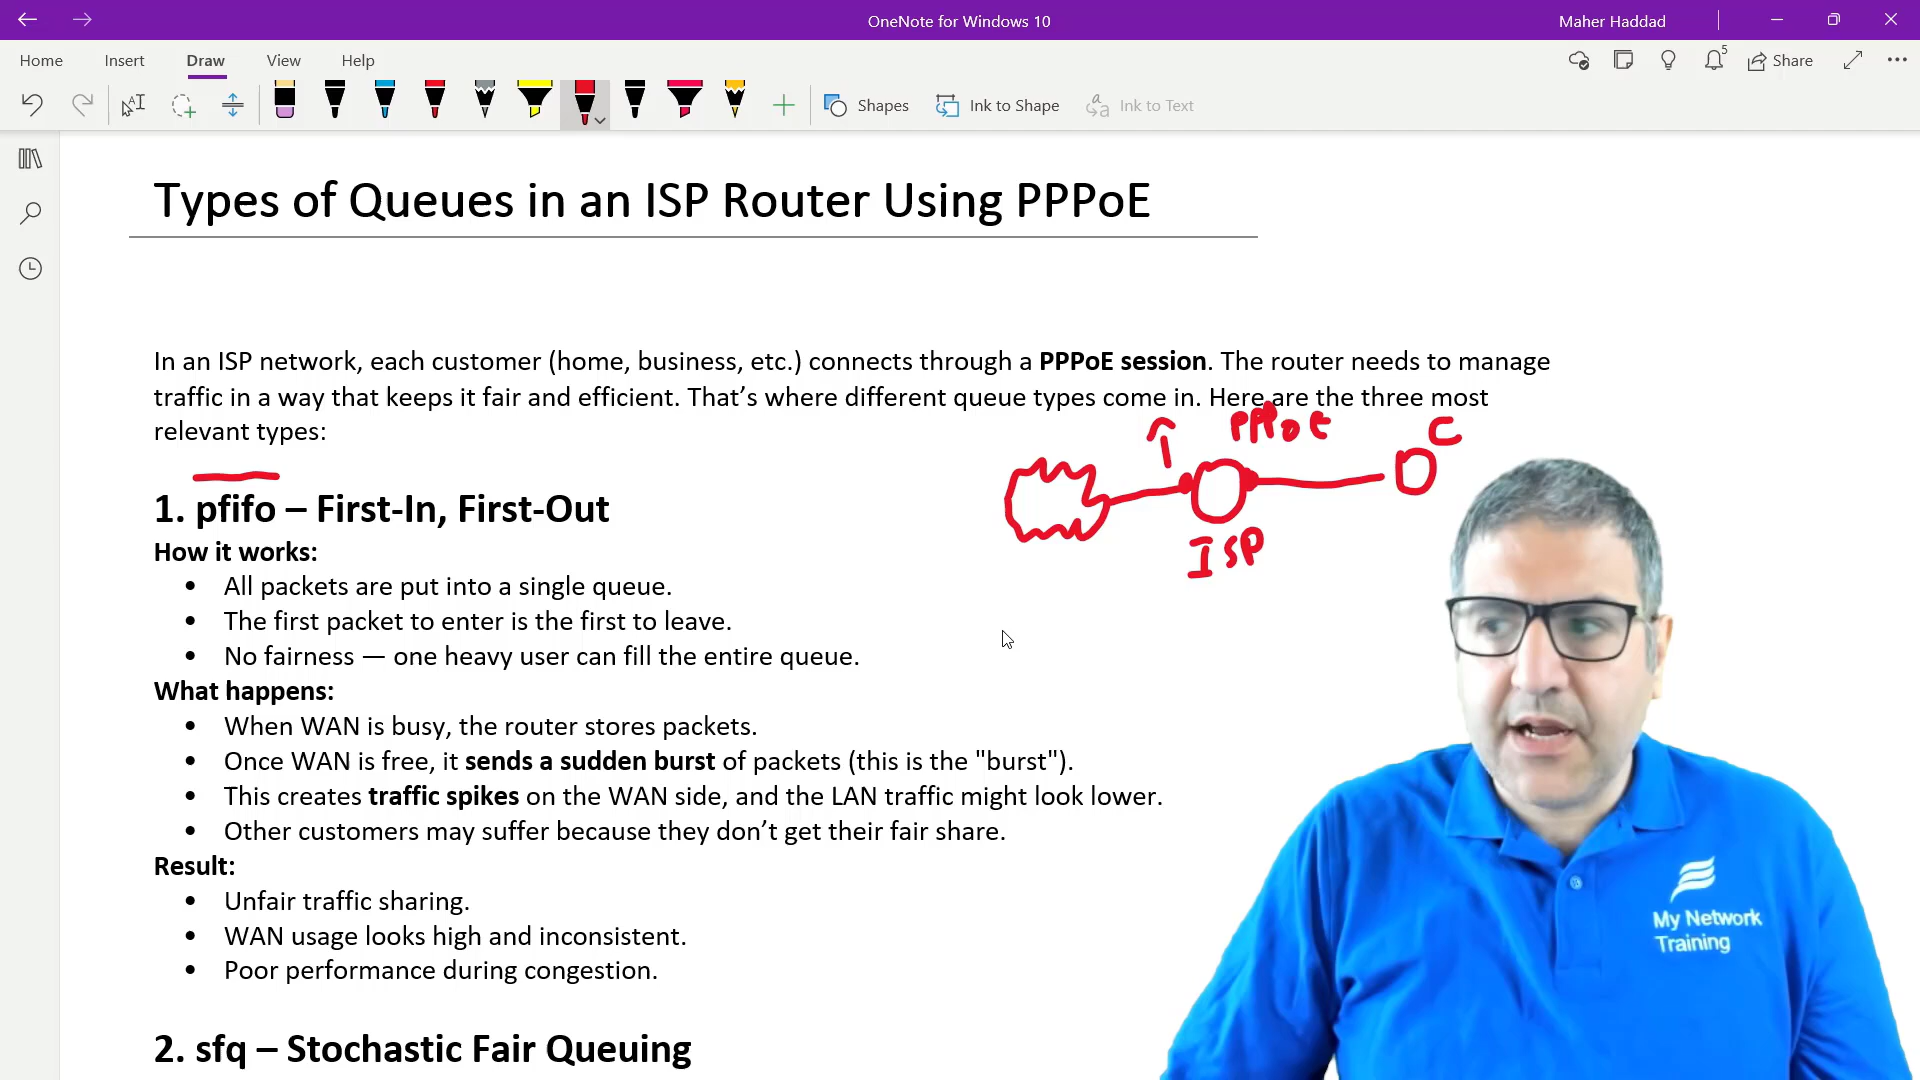 OneNote for Windows 10
Maher Haddad
Home Insert Draw View Help
5
Share
Shapes Ink to Shape Ink to Text
Types of Queues in an ISP Router Using PPPoE
In an ISP network, each customer (home, business, etc.) connects through a PPPoE session. The router needs to manage
traffic in a way that keeps it fair and efficient. That’s where different queue types come in. Here are the three most
relevant types:
PPPoE
C
ISP
1. pfifo – First-In, First-Out
How it works:
• All packets are put into a single queue.
• The first packet to enter is the first to leave.
• No fairness — one heavy user can fill the entire queue.
What happens:
• When WAN is busy, the router stores packets.
• Once WAN is free, it sends a sudden burst of packets (this is the "burst").
• This creates traffic spikes on the WAN side, and the LAN traffic might look lower.
• Other customers may suffer because they don’t get their fair share.
Result:
• Unfair traffic sharing.
• WAN usage looks high and inconsistent.
• Poor performance during congestion.
My Network
Training
2. sfq – Stochastic Fair Queuing